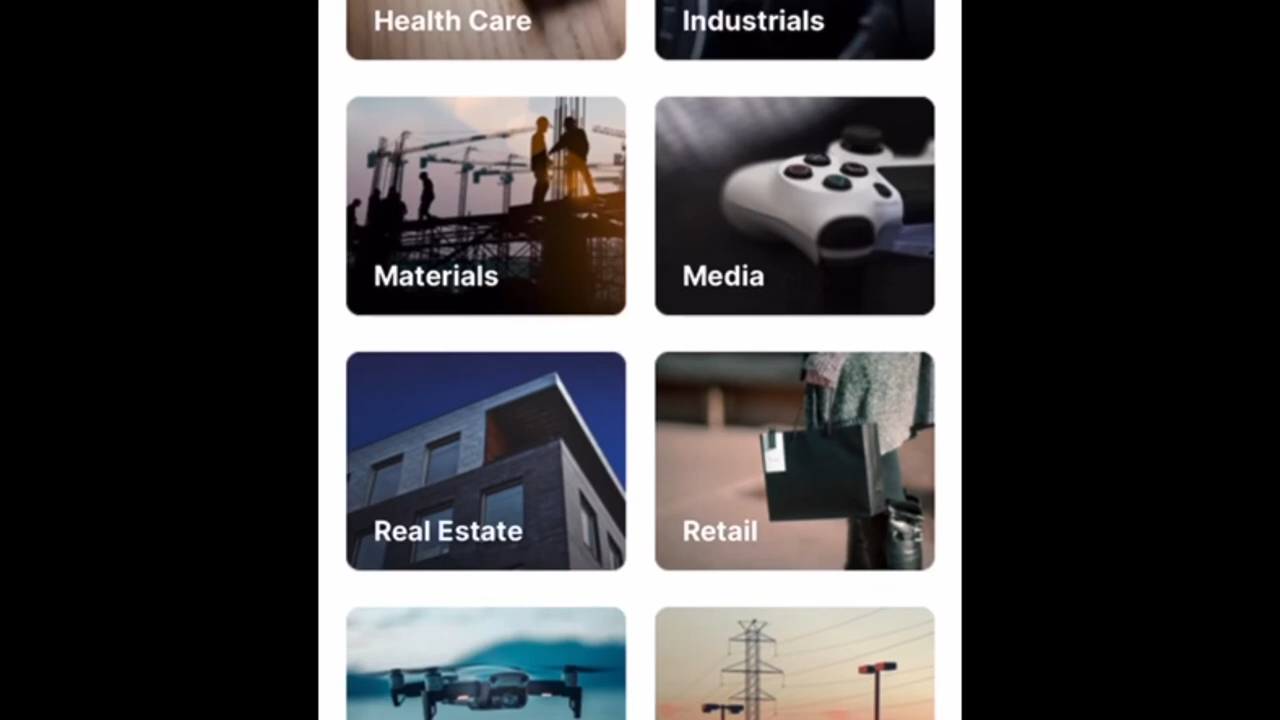 Health Care
Industrials
Materials
Media
Real Estate
Retail